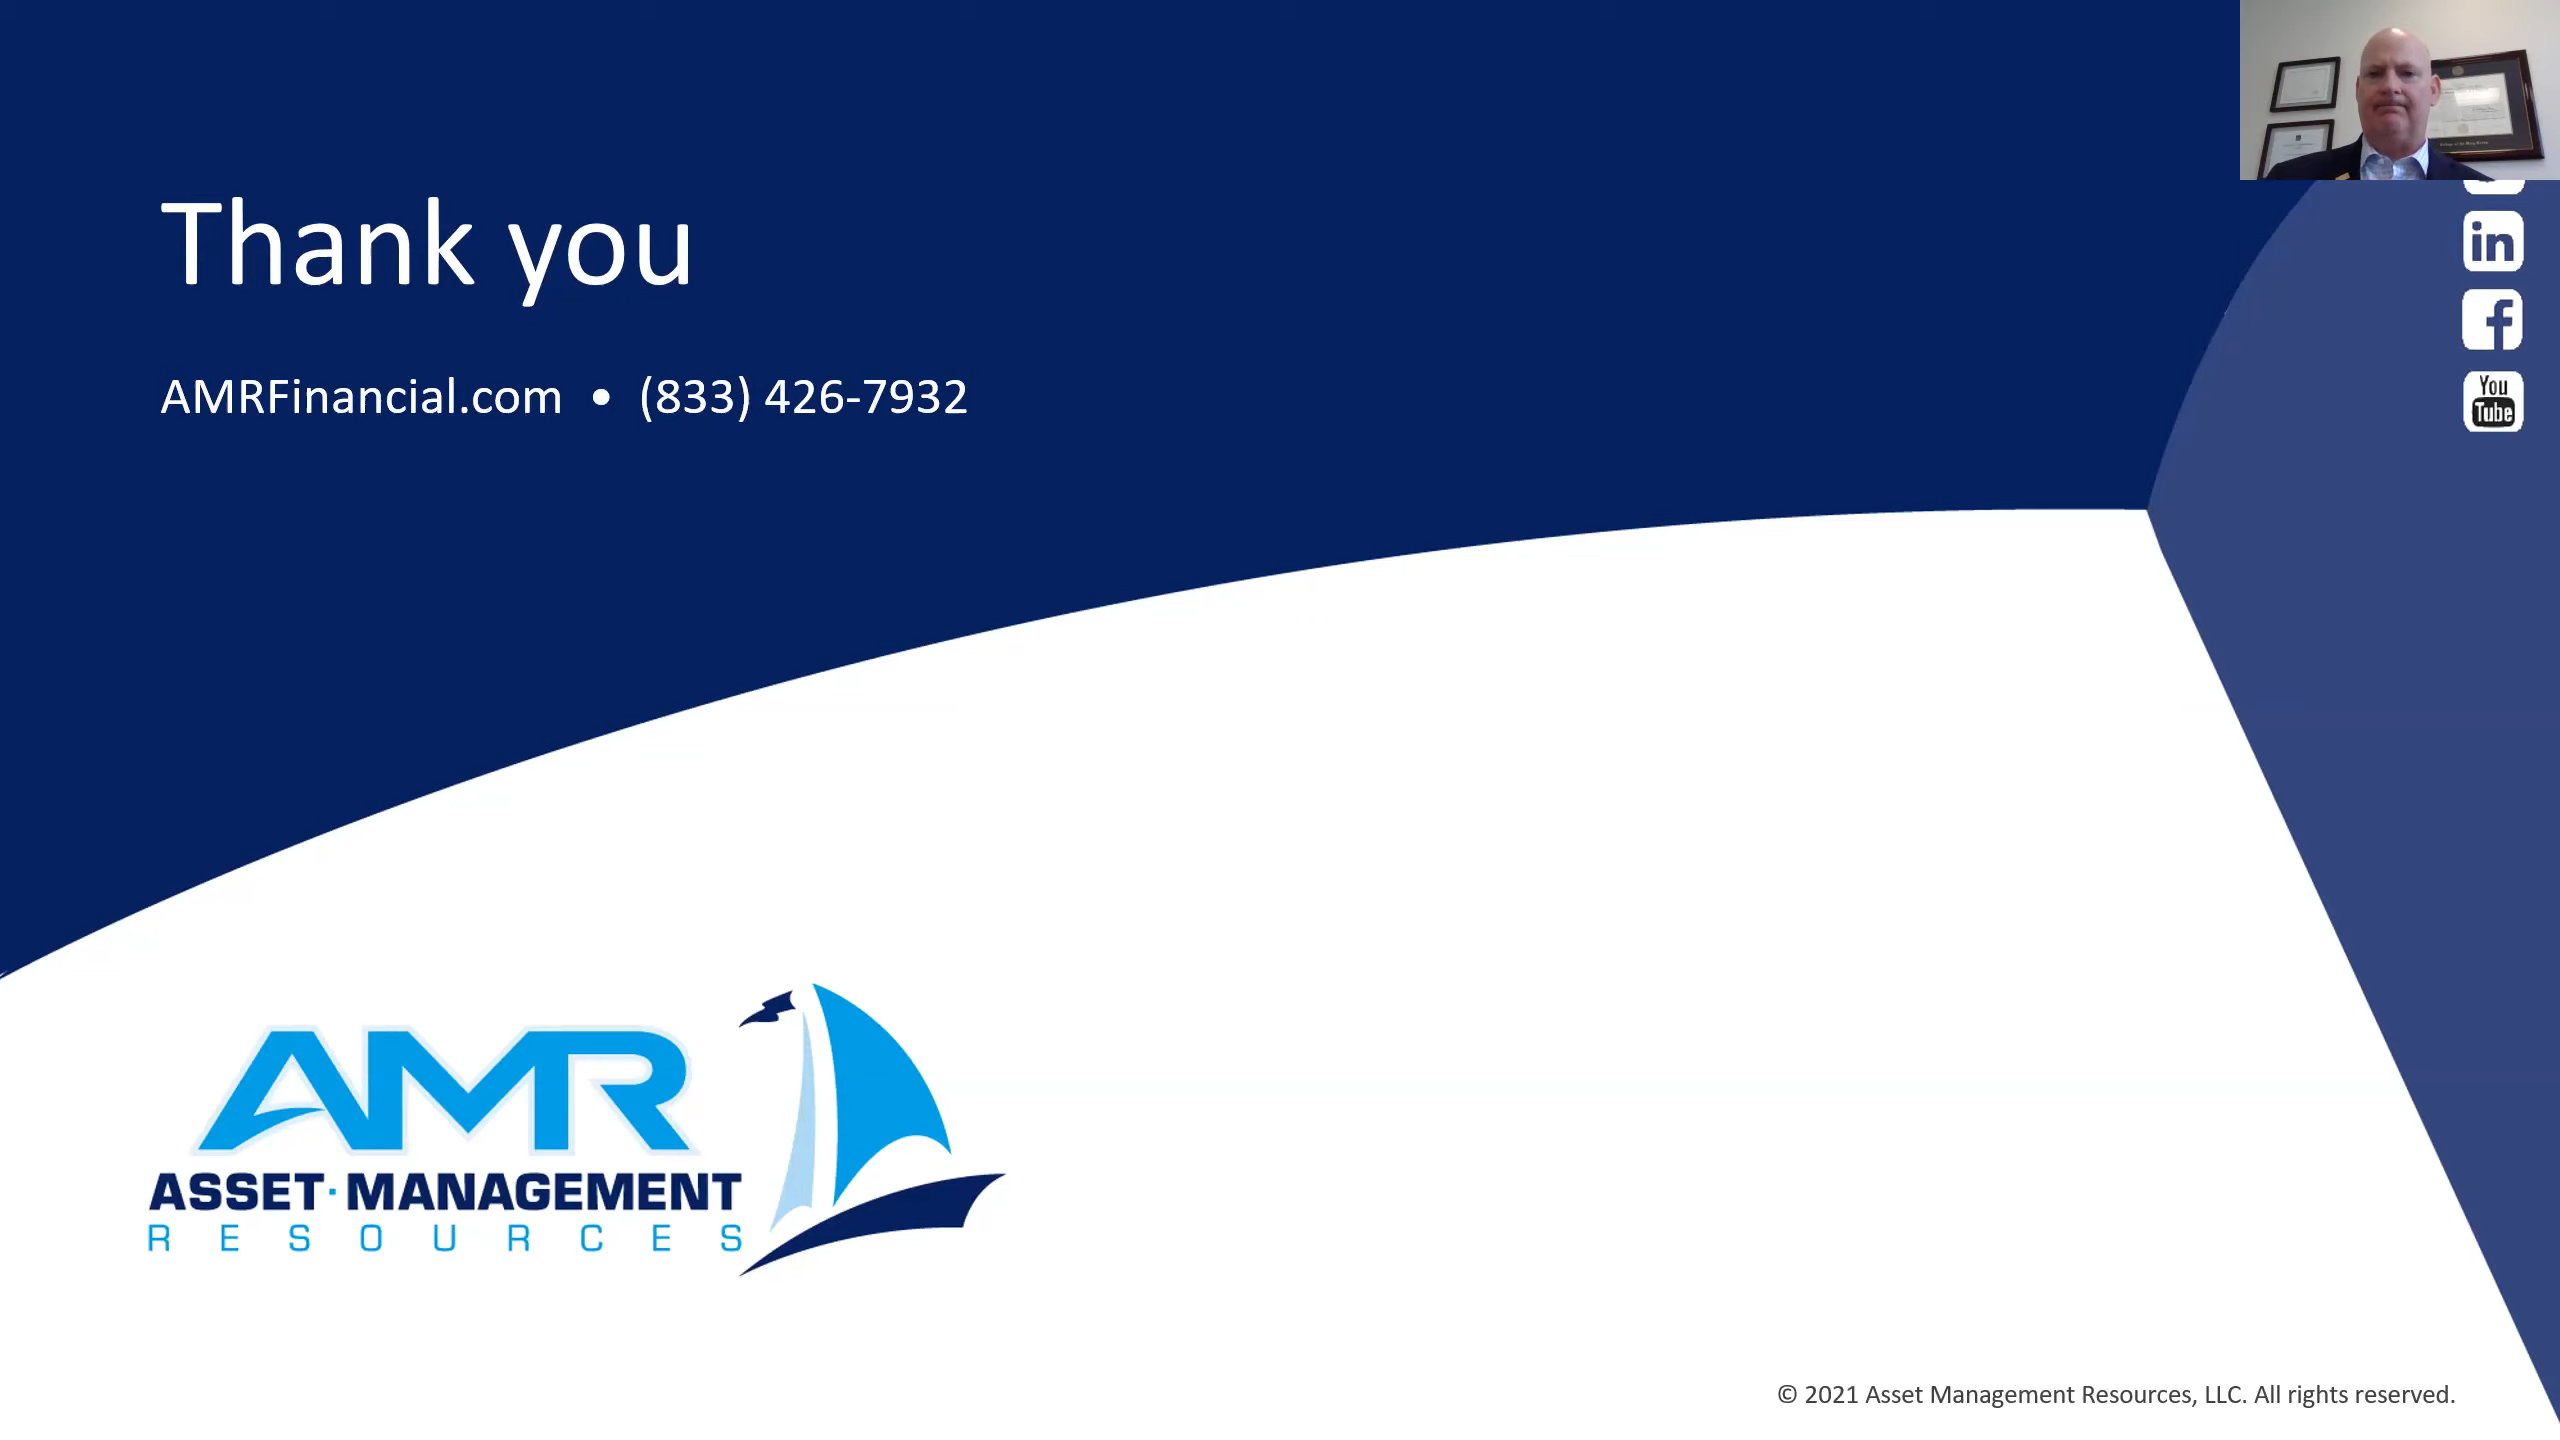 Thank you
AMRFinancial.com • (833) 426-7932
in
f
You
Tube
AMR
ASSET·MANAGEMENT
RESOURCES
© 2021 Asset Management Resources, LLC. All rights reserved.